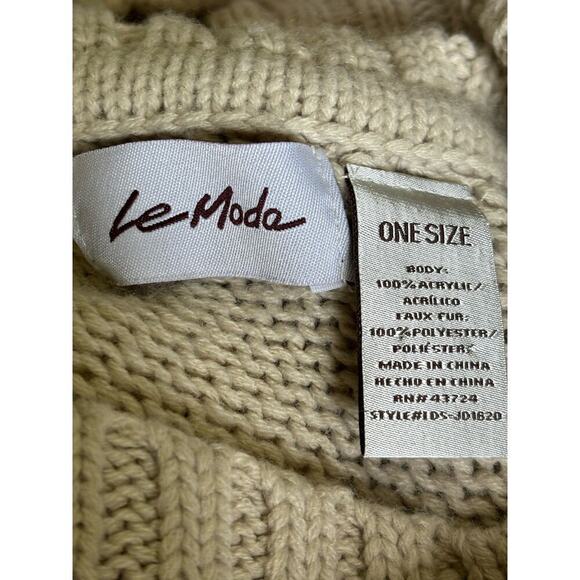 Le Moda
ONE SIZE
BODY:
100% ACRYLIC/
ACRÍLICO
FAUX FUR:
100% POLYESTER/
POLIÉSTER
MADE IN CHINA
HECHO EN CHINA
RN# 43724
STYLE#LDS-JD1620